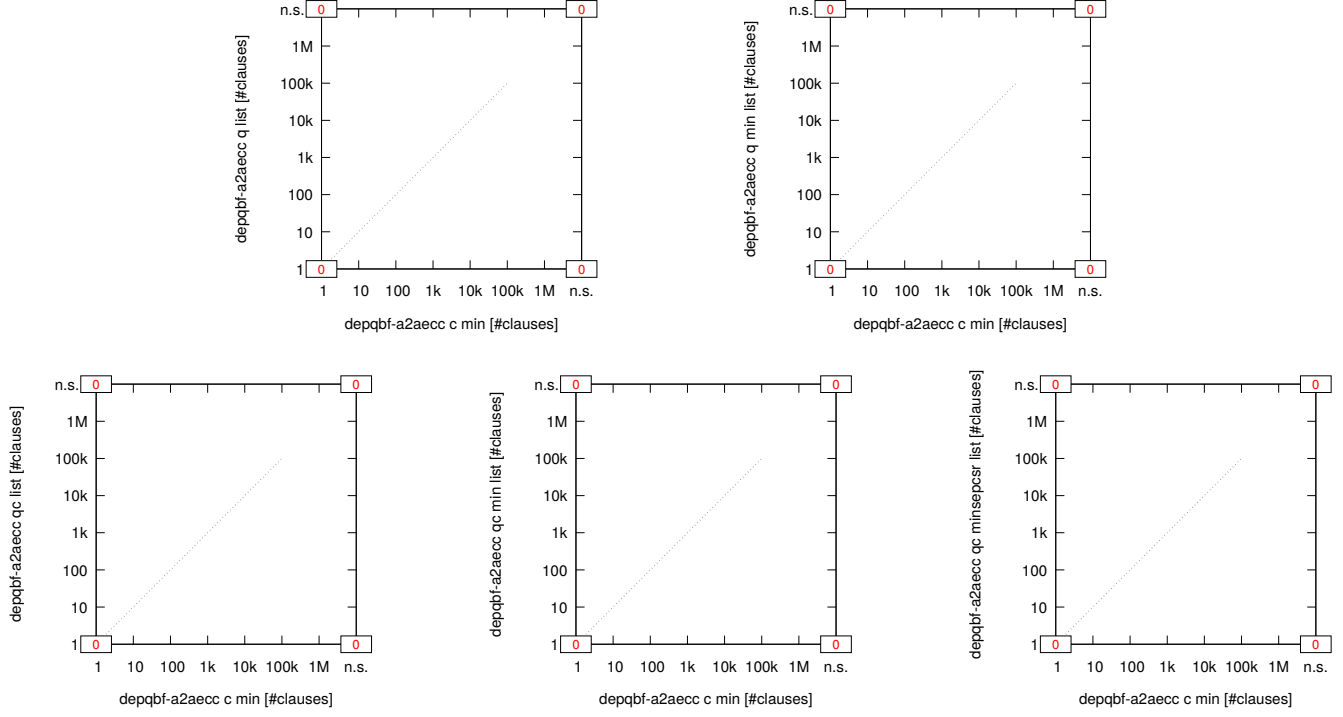 n.s. 0 0
1M
100k
10k
1k
100
10
1 0 0
1 10 100 1k 10k 100k 1M n.s.
depqbf-a2aecc q list [#clauses]
depqbf-a2aecc c min [#clauses]
n.s. 0 0
1M
100k
10k
1k
100
10
1 0 0
1 10 100 1k 10k 100k 1M n.s.
depqbf-a2aecc q min list [#clauses]
depqbf-a2aecc c min [#clauses]
n.s. 0 0
1M
100k
10k
1k
100
10
1 0 0
1 10 100 1k 10k 100k 1M n.s.
depqbf-a2aecc qc list [#clauses]
depqbf-a2aecc c min [#clauses]
n.s. 0 0
1M
100k
10k
1k
100
10
1 0 0
1 10 100 1k 10k 100k 1M n.s.
depqbf-a2aecc qc min list [#clauses]
depqbf-a2aecc c min [#clauses]
n.s. 0 0
1M
100k
10k
1k
100
10
1 0 0
1 10 100 1k 10k 100k 1M n.s.
depqbf-a2aecc qc minsepcsr list [#clauses]
depqbf-a2aecc c min [#clauses]